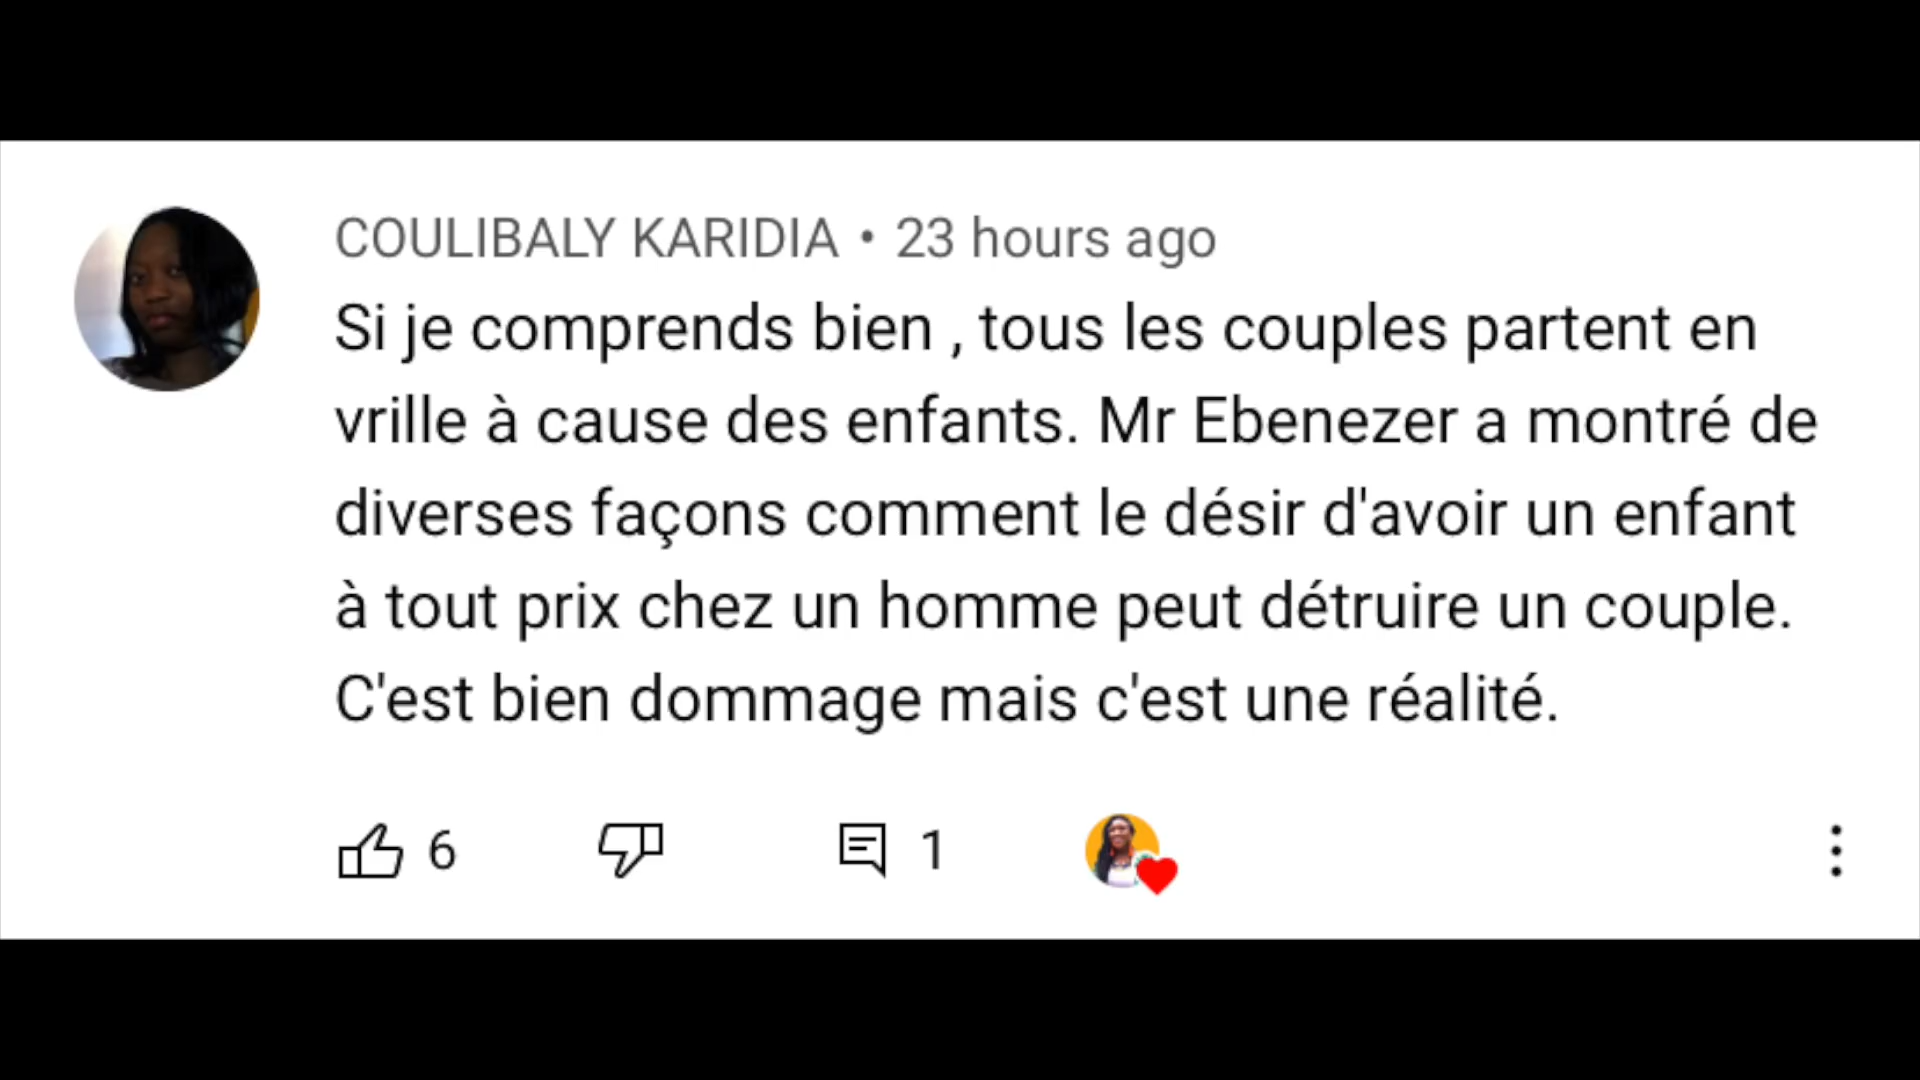 COULIBALY KARIDIA • 23 hours ago
Si je comprends bien , tous les couples partent en
vrille à cause des enfants. Mr Ebenezer a montré de
diverses façons comment le désir d'avoir un enfant
à tout prix chez un homme peut détruire un couple.
C'est bien dommage mais c'est une réalité.
6 1